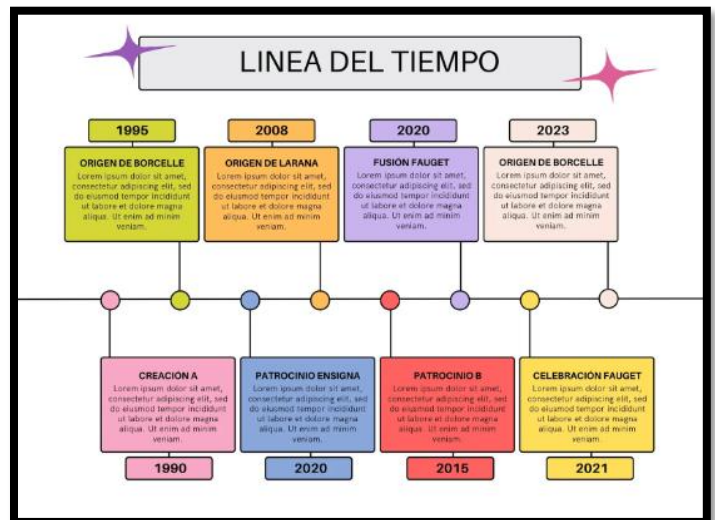 LINEA DEL TIEMPO
1995
ORIGEN DE BORCELLE
Lorem ipsum dolor sit amet,
consectetur adipiscing elit, sed
do eiusmod tempor incididunt
ut labore et dolore magna
aliqua. Ut enim ad minim
veniam.
2008
ORIGEN DE LARANA
Lorem ipsum dolor sit amet,
consectetur adipiscing elit, sed
do eiusmod tempor incididunt
ut labore et dolore magna
aliqua. Ut enim ad minim
veniam.
2020
FUSIÓN FAUGET
Lorem ipsum dolor sit amet,
consectetur adipiscing elit, sed
do eiusmod tempor incididunt
ut labore et dolore magna
aliqua. Ut enim ad minim
veniam.
2023
ORIGEN DE BORCELLE
Lorem ipsum dolor sit amet,
consectetur adipiscing elit, sed
do eiusmod tempor incididunt
ut labore et dolore magna
aliqua. Ut enim ad minim
veniam.
CREACIÓN A
Lorem ipsum dolor sit amet,
consectetur adipiscing elit, sed
do eiusmod tempor incididunt
ut labore et dolore magna
aliqua. Ut enim ad minim
veniam.
1990
PATROCINIO ENSIGNA
Lorem ipsum dolor sit amet,
consectetur adipiscing elit, sed
do eiusmod tempor incididunt
ut labore et dolore magna
aliqua. Ut enim ad minim
veniam.
2020
PATROCINIO B
Lorem ipsum dolor sit amet,
consectetur adipiscing elit, sed
do eiusmod tempor incididunt
ut labore et dolore magna
aliqua. Ut enim ad minim
veniam.
2015
CELEBRACIÓN FAUGET
Lorem ipsum dolor sit amet,
consectetur adipiscing elit, sed
do eiusmod tempor incididunt
ut labore et dolore magna
aliqua. Ut enim ad minim
veniam.
2021